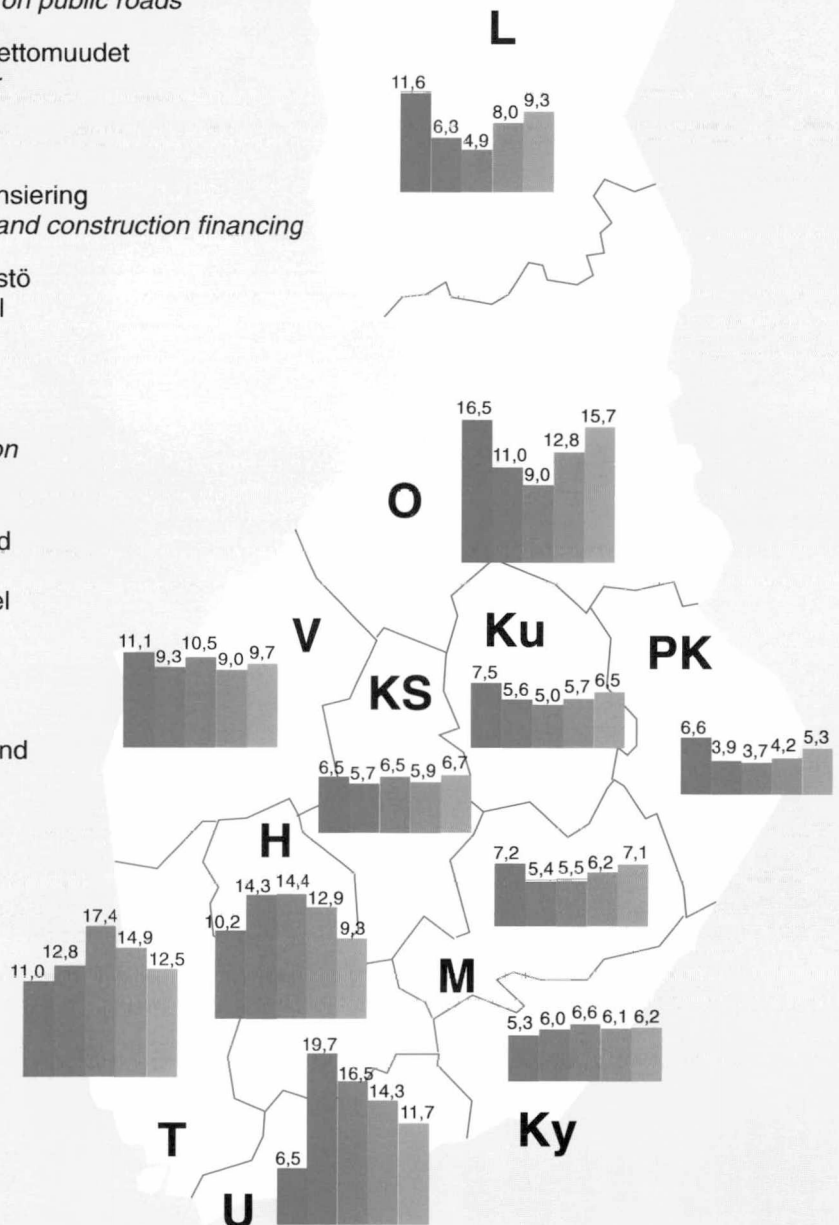 on public roads
ettomuudet
nsiering
and construction financing
stö
l
on
d
el
nd
L
11,6
6,3
4,9
8,0
9,3
16,5
11,0
9,0
12,8
15,7
O
V
11,1
9,3
10,5
9,0
9,7
Ku
7,5
5,6
5,0
5,7
6,5
PK
6,6
3,9
3,7
4,2
5,3
KS
6,5
5,7
6,5
5,9
6,7
H
10,2
14,3
14,4
12,9
9,3
7,2
5,4
5,5
6,2
7,1
M
11,0
12,8
17,4
14,9
12,5
T
5,3
6,0
6,6
6,1
6,2
Ky
6,5
19,7
16,5
14,3
11,7
U